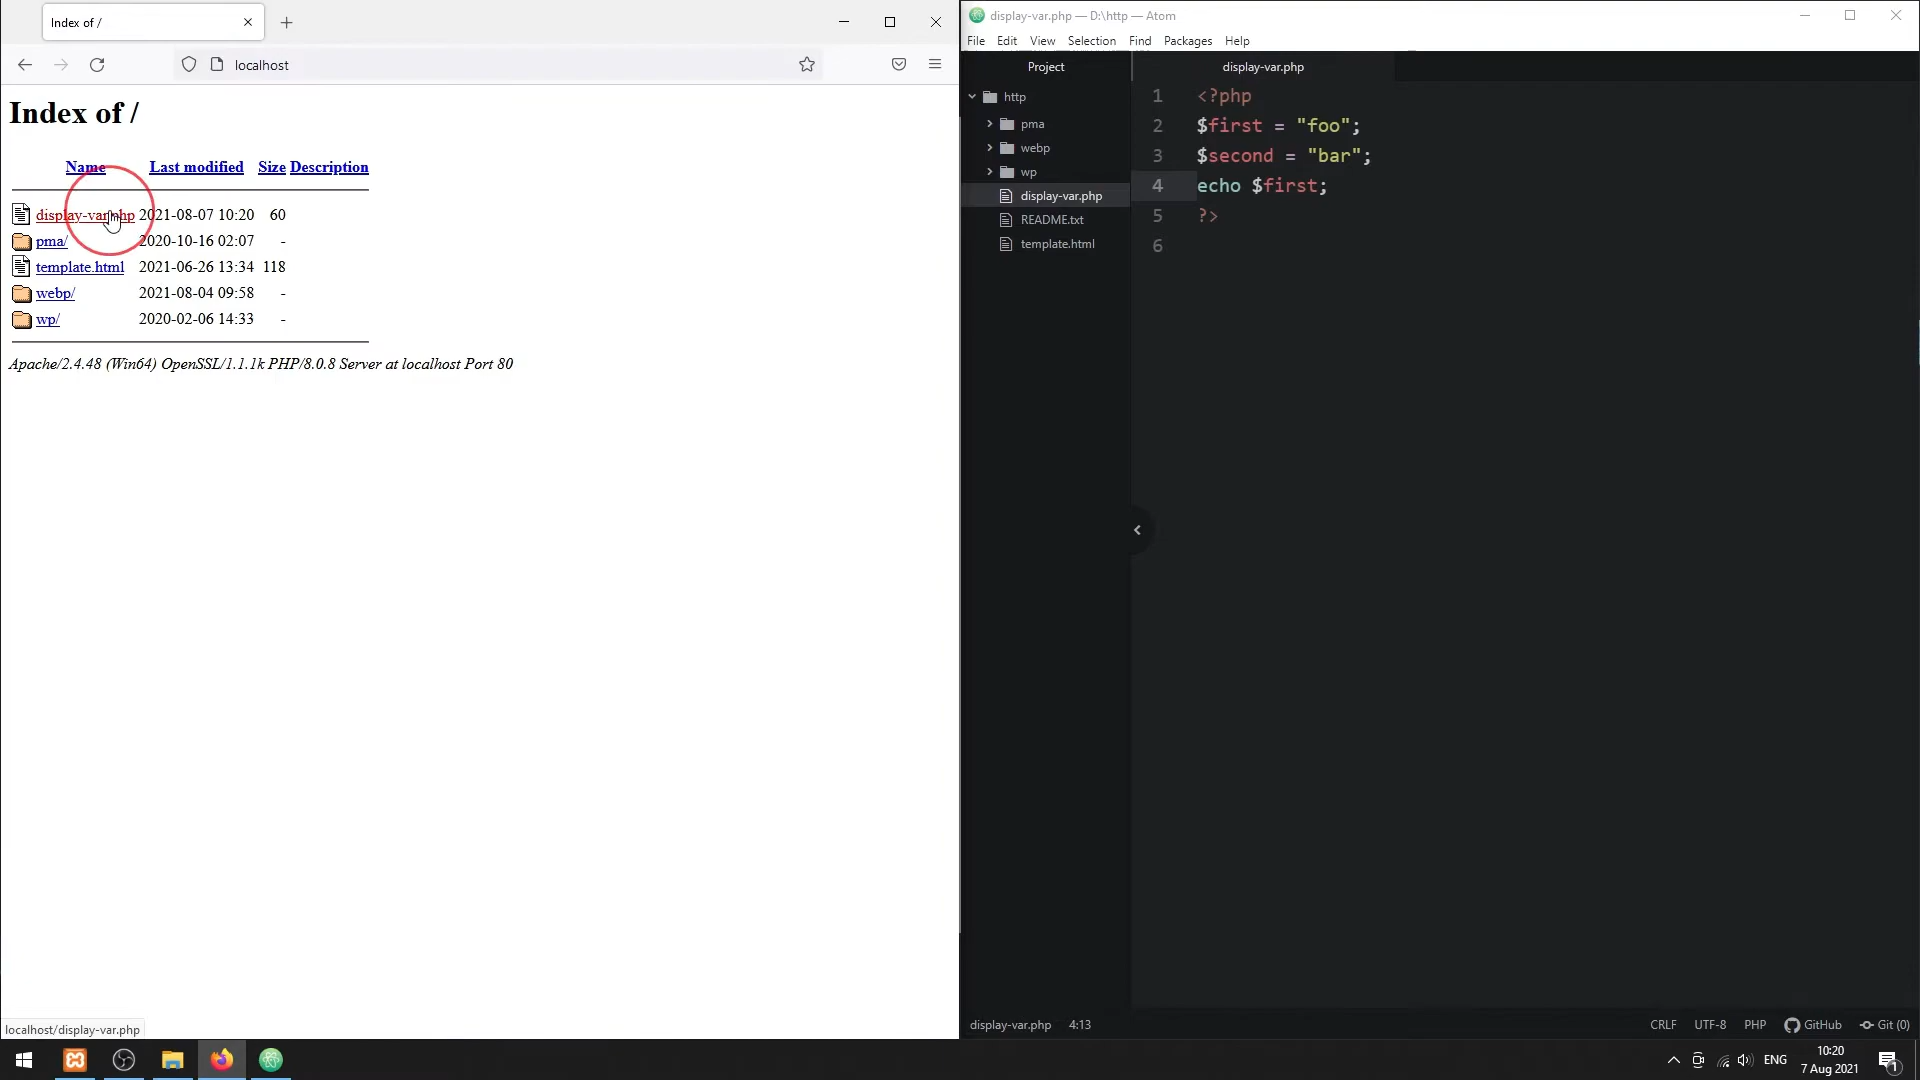 Index of /
localhost
Index of /
Name Last modified Size Description
display-var.php 2021-08-07 10:20 60
pma/ 2020-10-16 02:07 -
template.html 2021-06-26 13:34 118
webp/ 2021-08-04 09:58 -
wp/ 2020-02-06 14:33 -
Apache/2.4.48 (Win64) OpenSSL/1.1.1k PHP/8.0.8 Server at localhost Port 80
localhost/display-var.php
display-var.php — D:\http — Atom
File Edit View Selection Find Packages Help
Project
http
pma
webp
wp
display-var.php
README.txt
template.html
display-var.php
1 <?php
2 $first = "foo";
3 $second = "bar";
4 echo $first;
5 ?>
6
display-var.php 4:13
CRLF UTF-8 PHP GitHub Git (0)
ENG
10:20
7 Aug 2021
1